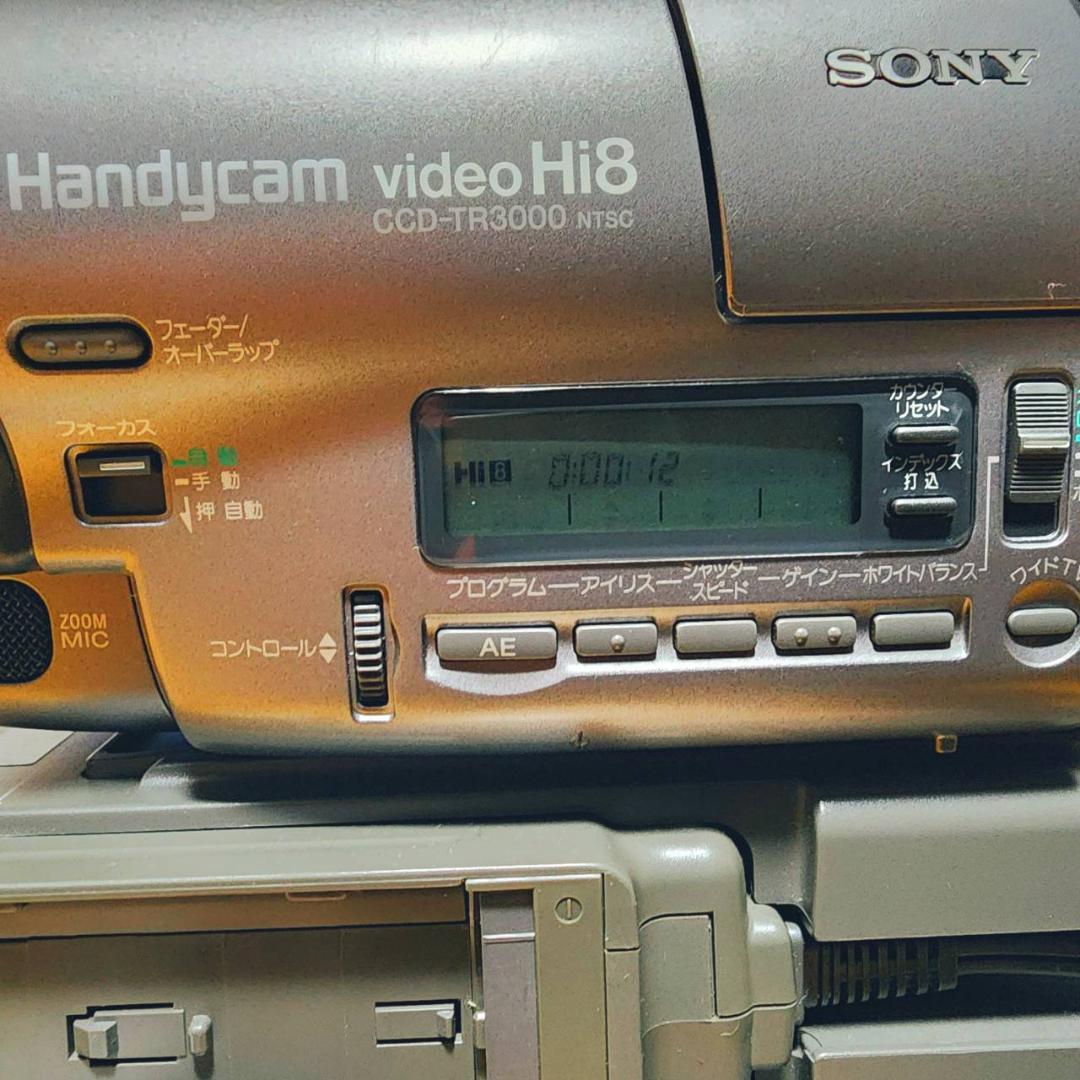 SONY
Handycam video Hi8
CCD-TR3000 NTSC
フェーダー/
オーバーラップ
カウンター
リセット
フォーカス
自動
手動
押 自動
Hi8 0:00:12
インデックス
打込
プログラム アイリス シャッター
スピード ゲイン ホワイトバランス
ZOOM
MIC
コントロール
AE